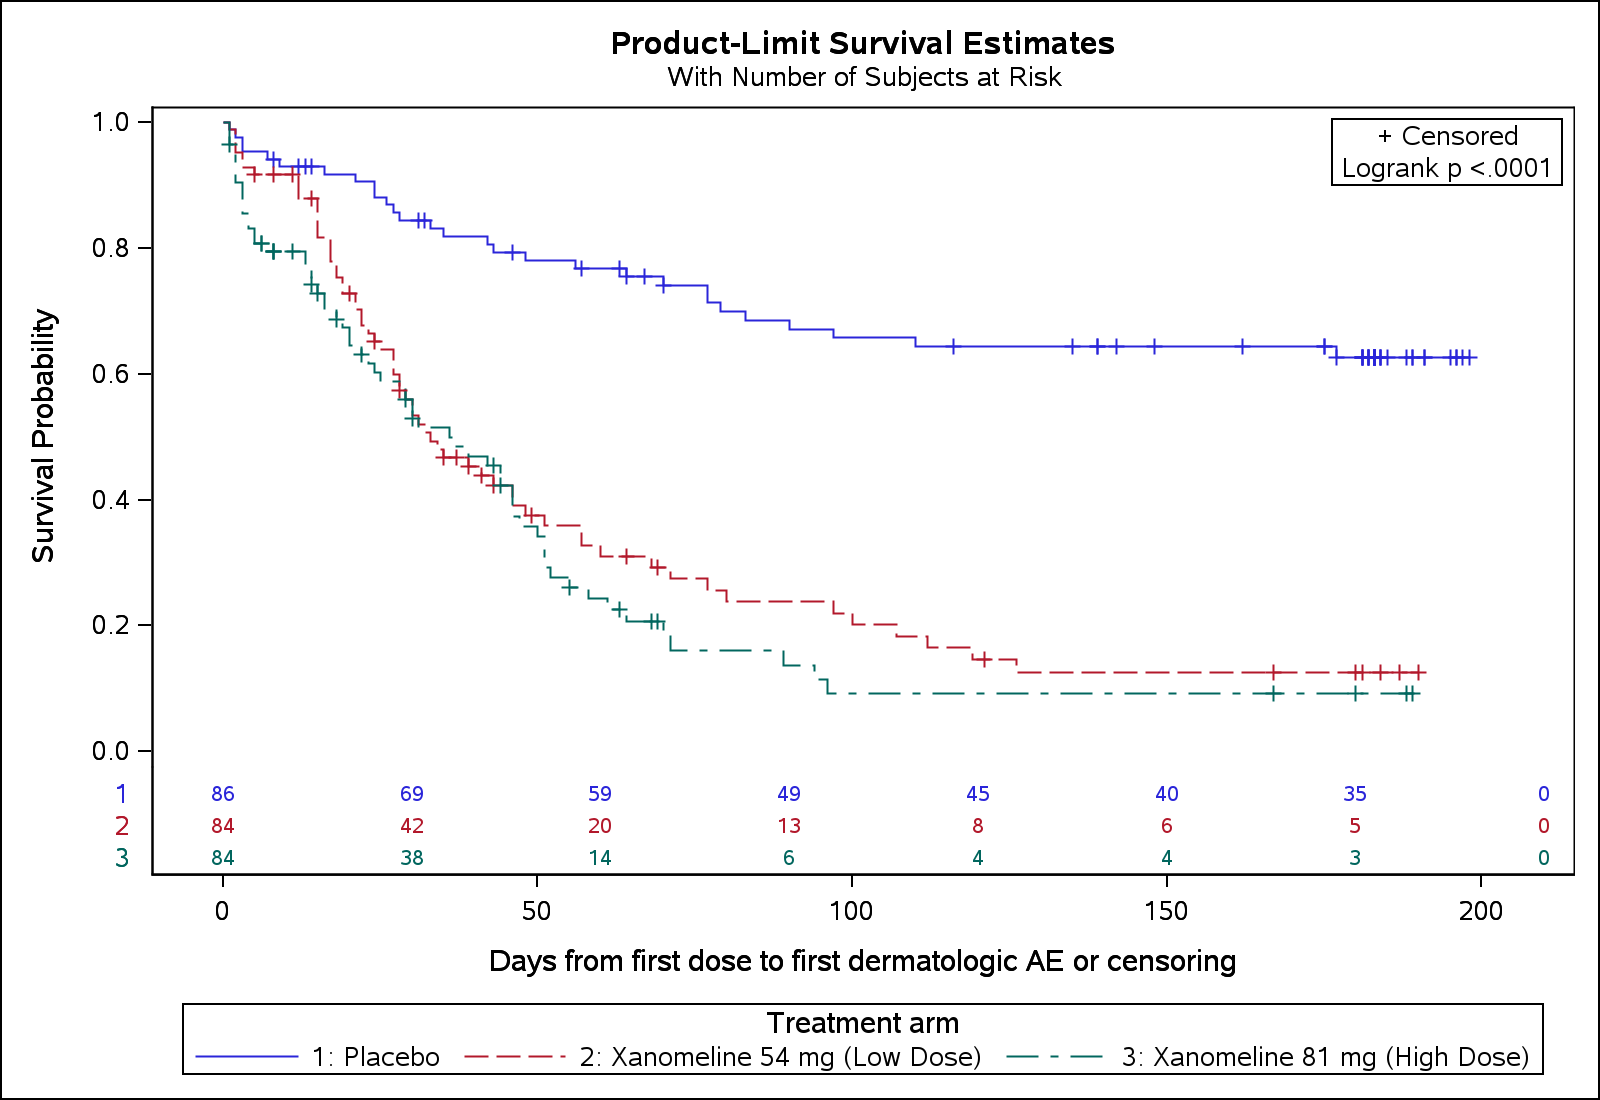 Product-Limit Survival Estimates
With Number of Subjects at Risk
+ Censored
Logrank p <.0001
1.0
0.8
0.6
0.4
0.2
0.0
Survival Probability
1 86 69 59 49 45 40 35 0
2 84 42 20 13 8 6 5 0
3 84 38 14 6 4 4 3 0
0 50 100 150 200
Days from first dose to first dermatologic AE or censoring
Treatment arm
1: Placebo 2: Xanomeline 54 mg (Low Dose) 3: Xanomeline 81 mg (High Dose)